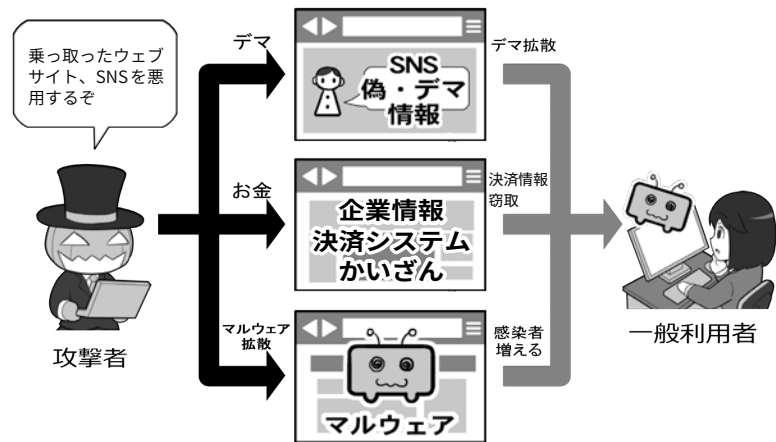 乗っ取ったウェブ
サイト、SNSを悪
用するぞ
攻撃者
デマ
SNS
偽・デマ
情報
デマ拡散
お金
企業情報
決済システム
かいざん
決済情報
窃取
マルウェア
拡散
マルウェア
感染者
増える
一般利用者